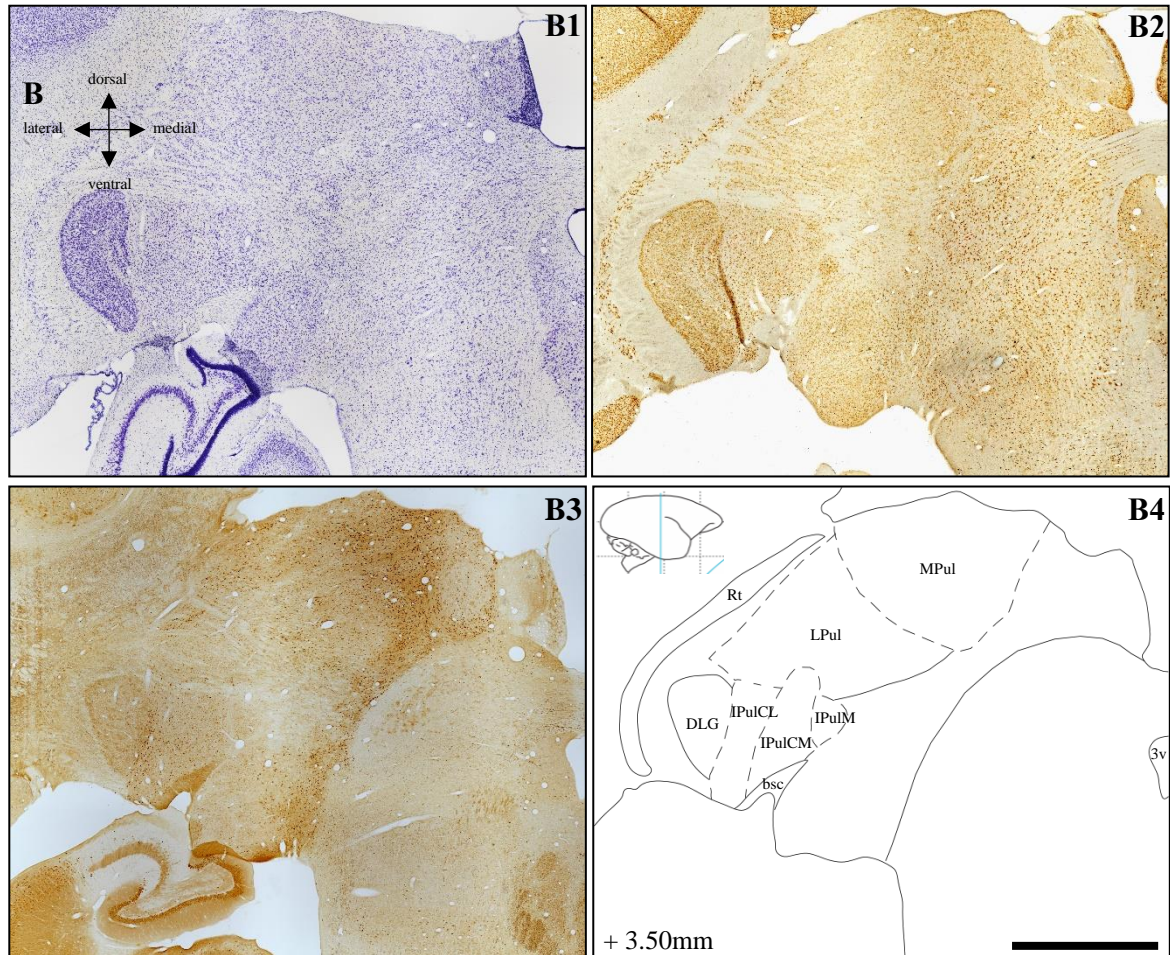 B1
B
dorsal
lateral medial
ventral
B2
B3
B4
MPul
Rt
LPul
DLG
IPulCL
IPulM
IPulCM
bsc
3v
+ 3.50mm